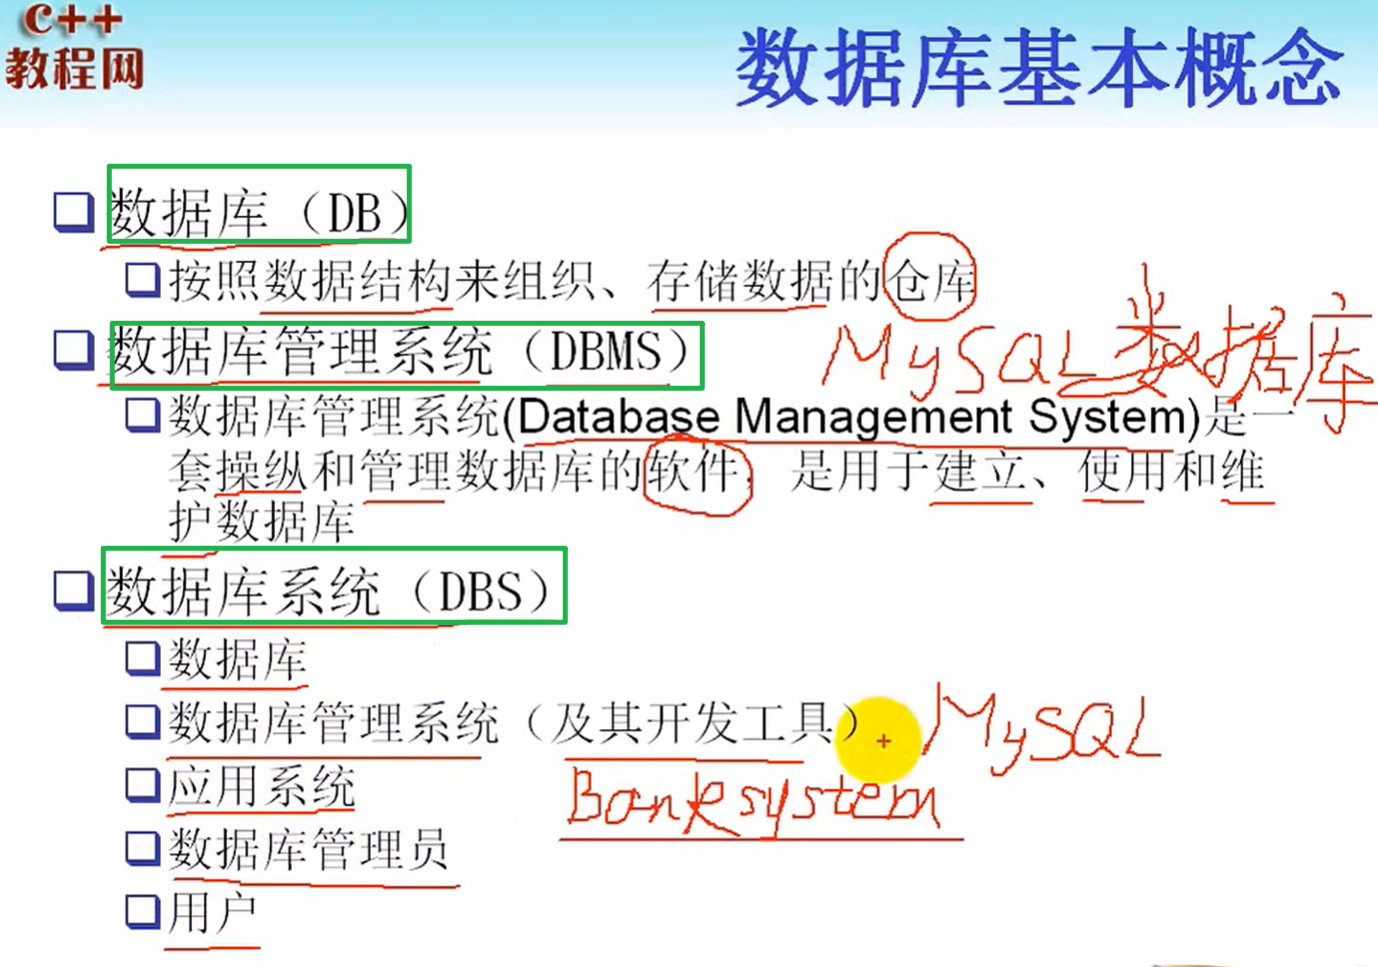 c++
教程网
数据库基本概念
数据库（DB）
按照数据结构来组织、存储数据的仓库
数据库管理系统（DBMS）
MySQL数据库
数据库管理系统(Database Management System)是一
套操纵和管理数据库的软件，是用于建立、使用和维
护数据库
数据库系统（DBS）
数据库
数据库管理系统（及其开发工具）
MySQL
应用系统
Banksystem
数据库管理员
用户